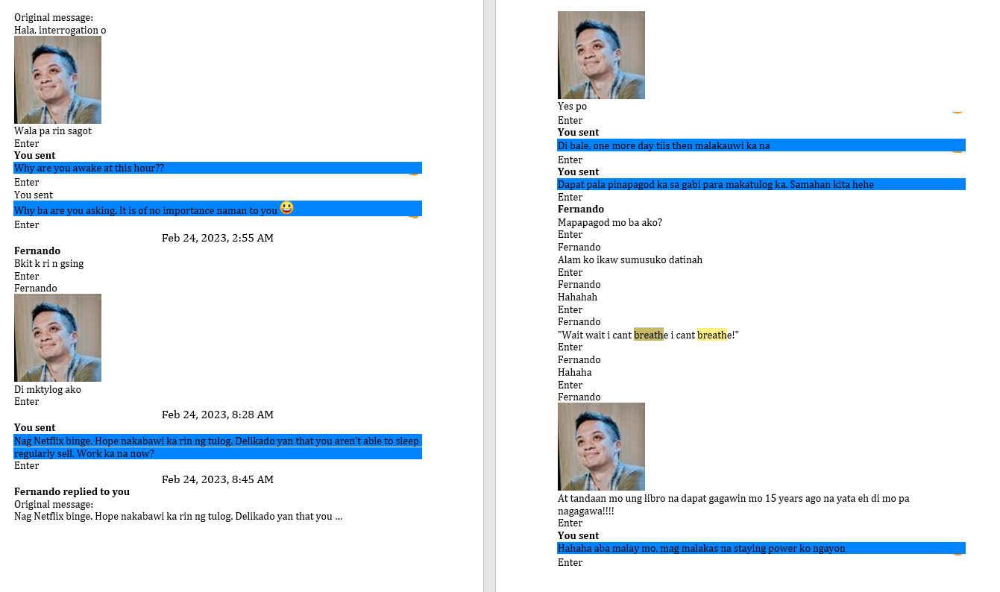 Original message:
Hala, interrogation o
Wala pa rin sagot
Enter
You sent
Why are you awake at this hour??
Enter
You sent
Why ba are you asking. It is of no importance naman to you 😃
Enter
Feb 24, 2023, 2:55 AM
Fernando
Bkit k ri n gsing
Enter
Fernando
Di mktylog ako
Enter
Feb 24, 2023, 8:28 AM
You sent
Nag Netflix binge. Hope nakabawi ka rin ng tulog. Delikado yan that you aren't able to sleep
regularly sell. Work ka na now?
Enter
Feb 24, 2023, 8:45 AM
Fernando replied to you
Original message:
Nag Netflix binge. Hope nakabawi ka rin ng tulog. Delikado yan that you ...
Yes po
Enter
You sent
Di bale, one more day tiis then malakauwi ka na
Enter
You sent
Dapat pala pinapagod ka sa gabi para makatulog ka. Samahan kita hehe
Enter
Fernando
Mapapagod mo ba ako?
Enter
Fernando
Alam ko ikaw sumusuko datinah
Enter
Fernando
Hahahah
Enter
Fernando
"Wait wait i cant breathe i cant breathe!"
Enter
Fernando
Hahaha
Enter
Fernando
At tandaan mo ung libro na dapat gagawin mo 15 years ago na yata eh di mo pa
nagagawa!!!!
Enter
You sent
Hahaha aba malay mo, mag malakas na staying power ko ngayon
Enter